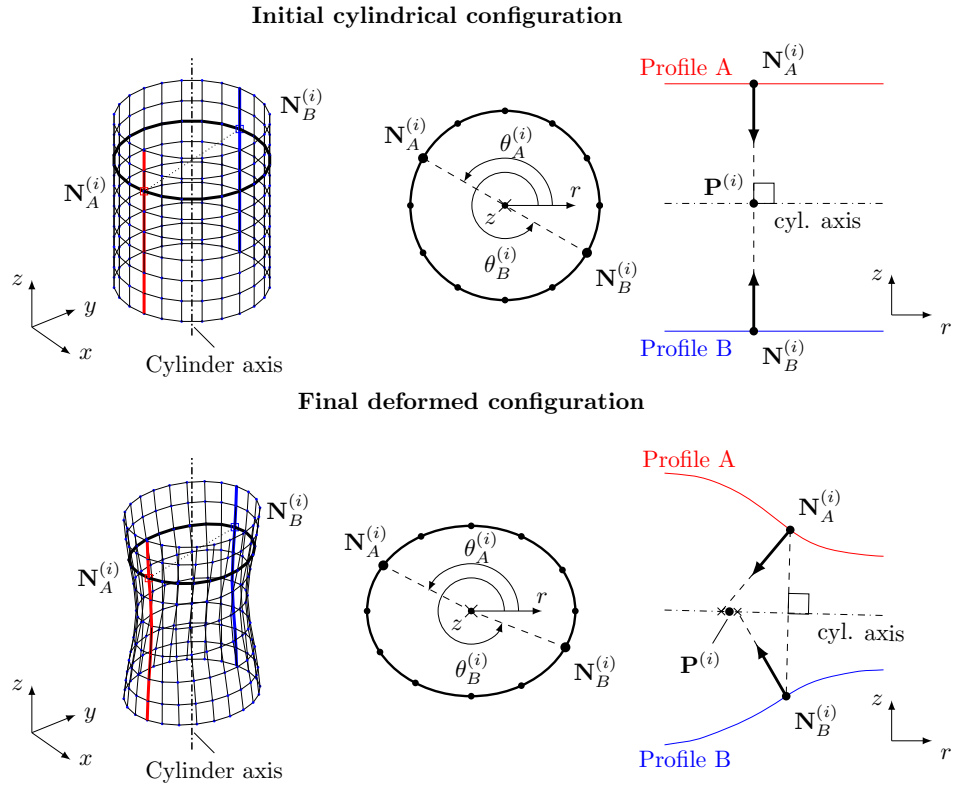 Initial cylindrical configuration
N_B^{(i)}
N_A^{(i)}
z
y
x
Cylinder axis
N_A^{(i)}
θ_A^{(i)}
r
z
θ_B^{(i)}
N_B^{(i)}
Profile A
N_A^{(i)}
P^{(i)}
cyl. axis
Profile B
N_B^{(i)}
z
r
Final deformed configuration
N_B^{(i)}
N_A^{(i)}
z
y
x
Cylinder axis
N_A^{(i)}
θ_A^{(i)}
r
z
θ_B^{(i)}
N_B^{(i)}
Profile A
N_A^{(i)}
cyl. axis
P^{(i)}
N_B^{(i)}
Profile B
z
r